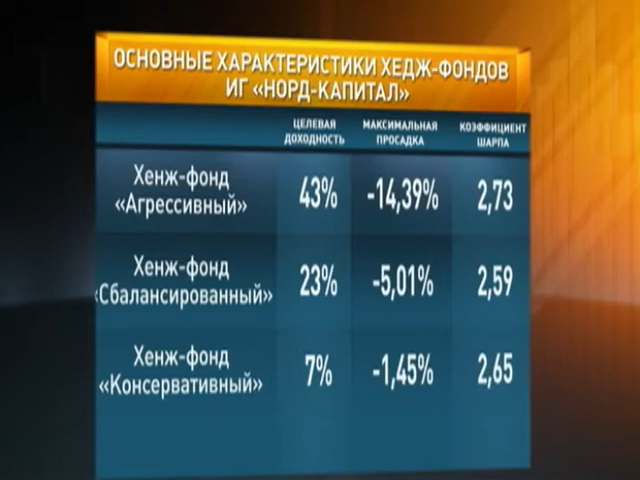 ОСНОВНЫЕ ХАРАКТЕРИСТИКИ ХЕДЖ-ФОНДОВ
ИГ «НОРД-КАПИТАЛ»
ЦЕЛЕВАЯ ДОХОДНОСТЬ МАКСИМАЛЬНАЯ ПРОСАДКА КОЭФФИЦИЕНТ ШАРПА
Хенж-фонд
«Агрессивный» 43% -14,39% 2,73
Хенж-фонд
«Сбалансированный» 23% -5,01% 2,59
Хенж-фонд
«Консервативный» 7% -1,45% 2,65